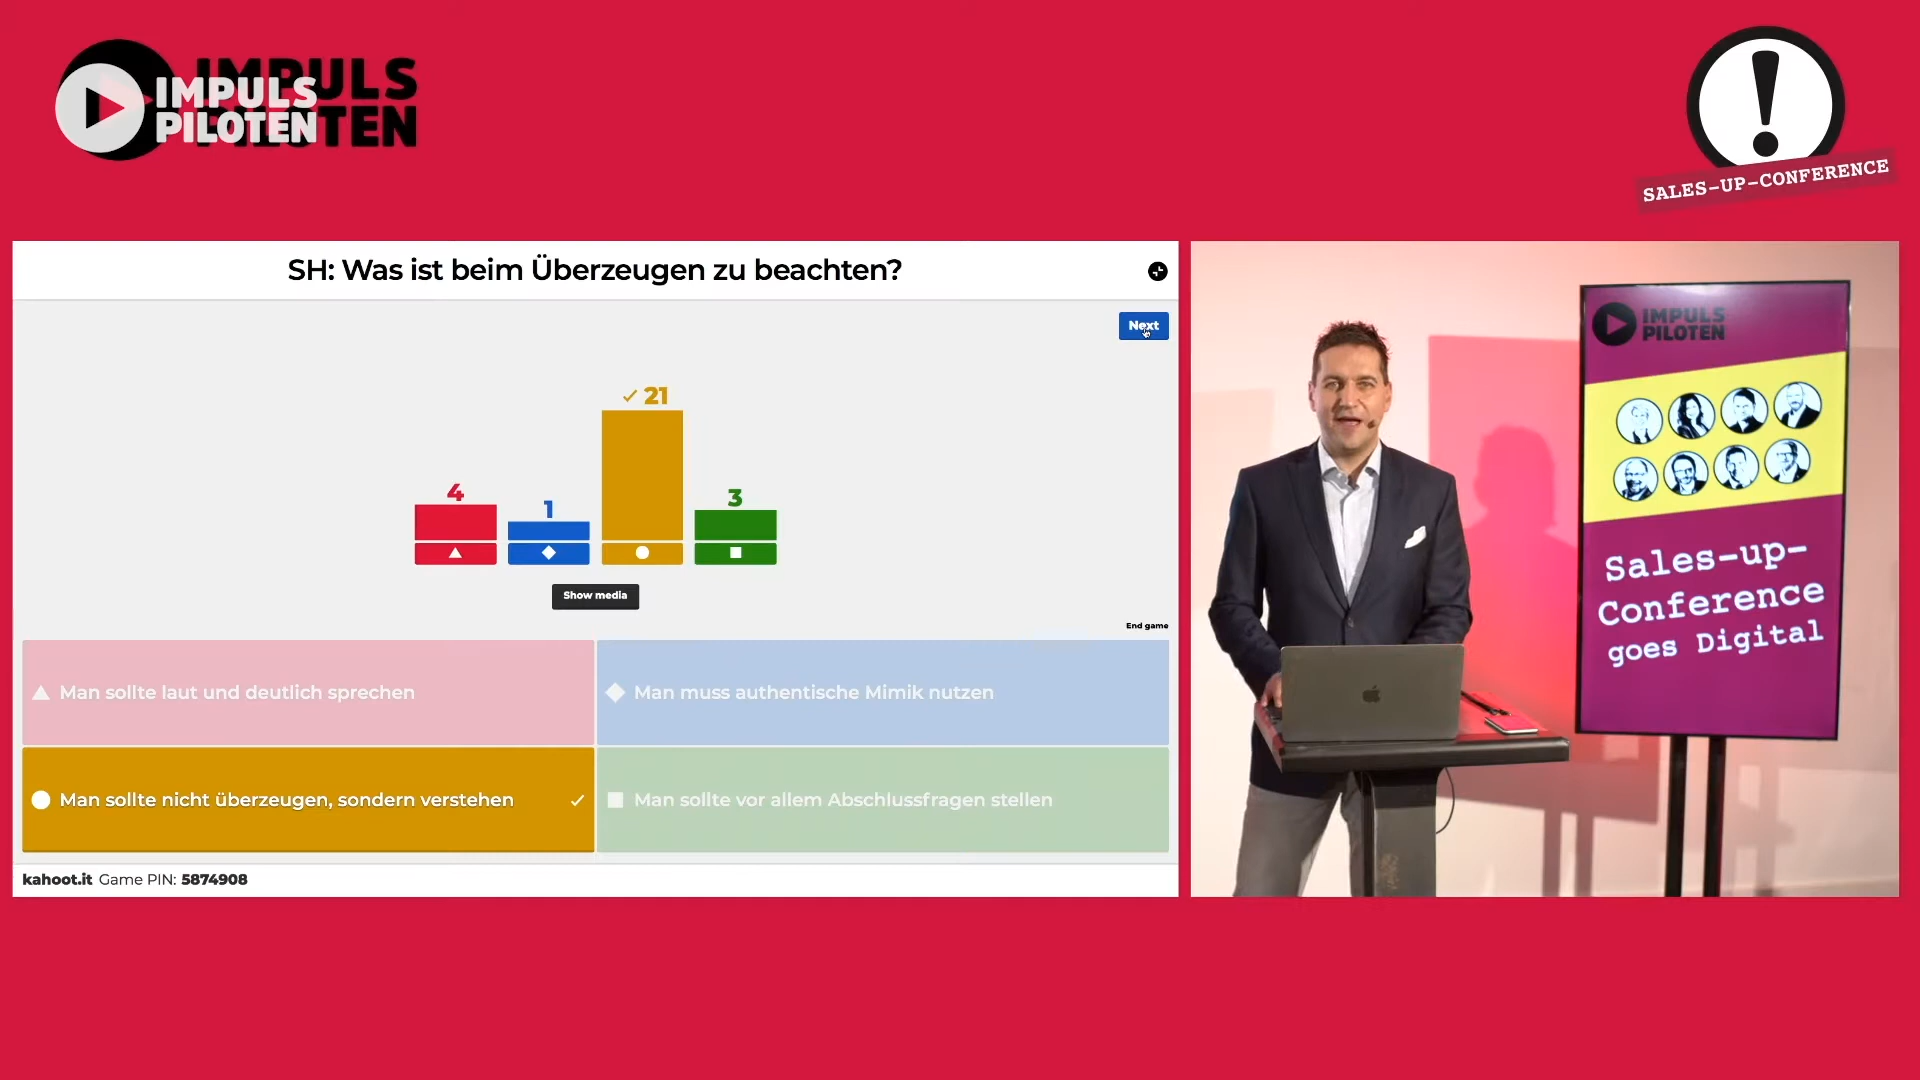 IMPULS
PILOTEN
IMPULS
PILOTEN
SALES-UP-CONFERENCE
SH: Was ist beim Überzeugen zu beachten?
Next
4
1
21
3
Show media
End game
Man sollte laut und deutlich sprechen
Man muss authentische Mimik nutzen
Man sollte nicht überzeugen, sondern verstehen
Man sollte vor allem Abschlussfragen stellen
kahoot.it Game PIN: 5874908
IMPULS
PILOTEN
Sales-up-
Conference
goes Digital